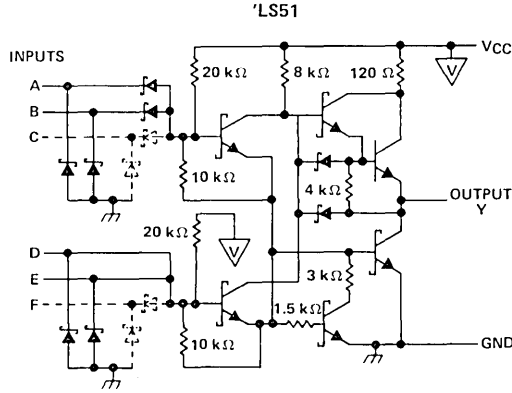 'LS51
INPUTS
VCC
20 kΩ
8 kΩ
120 Ω
V
A
B
C
10 kΩ
4 kΩ
OUTPUT
Y
20 kΩ
V
D
E
F
3 kΩ
1.5 kΩ
10 kΩ
GND